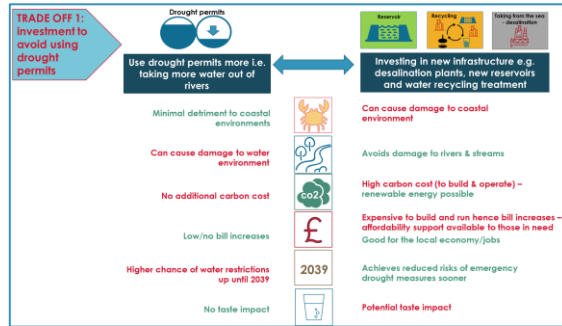 TRADE OFF 1:
investment to
avoid using
drought
permits
Drought permits
Reservoir
Recycling
Taking from the sea
- desalination
Use drought permits more i.e.
taking more water out of
rivers
Investing in new infrastructure e.g.
desalination plants, new reservoirs
and water recycling treatment
Minimal detriment to coastal
environments
Can cause damage to coastal
environment
Can cause damage to water
environment
Avoids damage to rivers & streams
No additional carbon cost
co2
High carbon cost (to build & operate) –
renewable energy possible
Low/no bill increases
£
Expensive to build and run hence bill increases –
affordability support available to those in need
Good for the local economy/jobs
Higher chance of water restrictions
up until 2039
2039
Achieves reduced risks of emergency
drought measures sooner
No taste impact
Potential taste impact